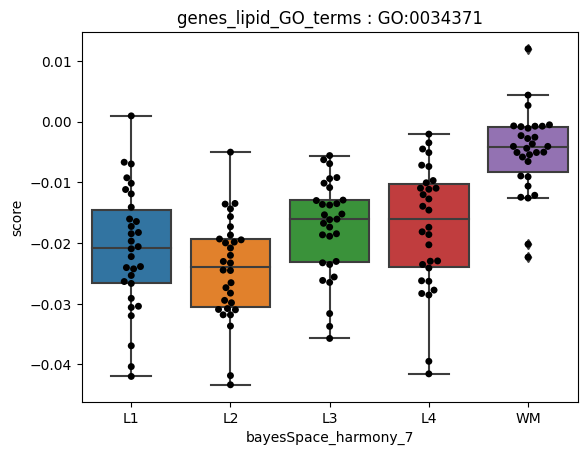 genes_lipid_GO_terms : GO:0034371
0.01
0.00
−0.01
−0.02
−0.03
−0.04
score
L1 L2 L3 L4 WM
bayesSpace_harmony_7